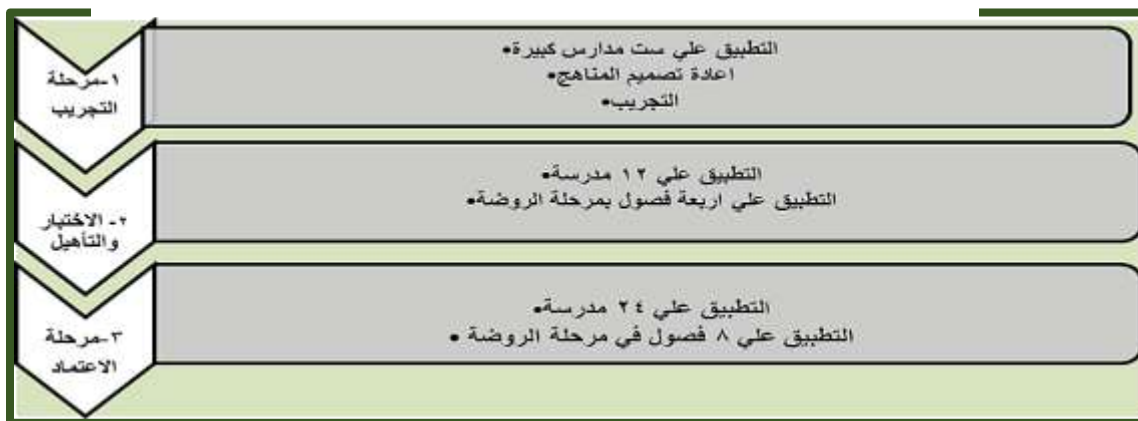 ١-مرحلة
التجريب
التطبيق علي ست مدارس كبيرة•
اعادة تصميم المناهج•
التجريب•
٢- الاختبار
والتأهيل
التطبيق علي ١٢ مدرسة•
التطبيق علي اربعة فصول بمرحلة الروضة•
٣-مرحلة
الاعتماد
التطبيق علي ٢٤ مدرسة•
التطبيق علي ٨ فصول في مرحلة الروضة •